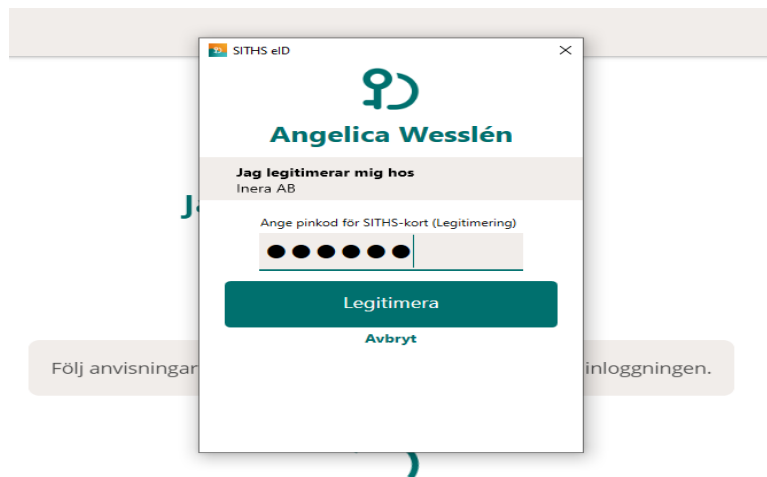 SITHS eID
Angelica Wesslén
Jag legitimerar mig hos
Inera AB
Ange pinkod för SITHS-kort (Legitimering)
●●●●●●
Legitimera
Avbryt
Följ anvisningar
inloggningen.